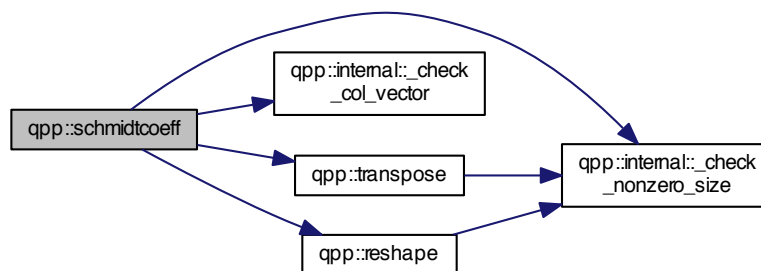 qpp::schmidtcoeff
qpp::internal::_check
_col_vector
qpp::transpose
qpp::reshape
qpp::internal::_check
_nonzero_size